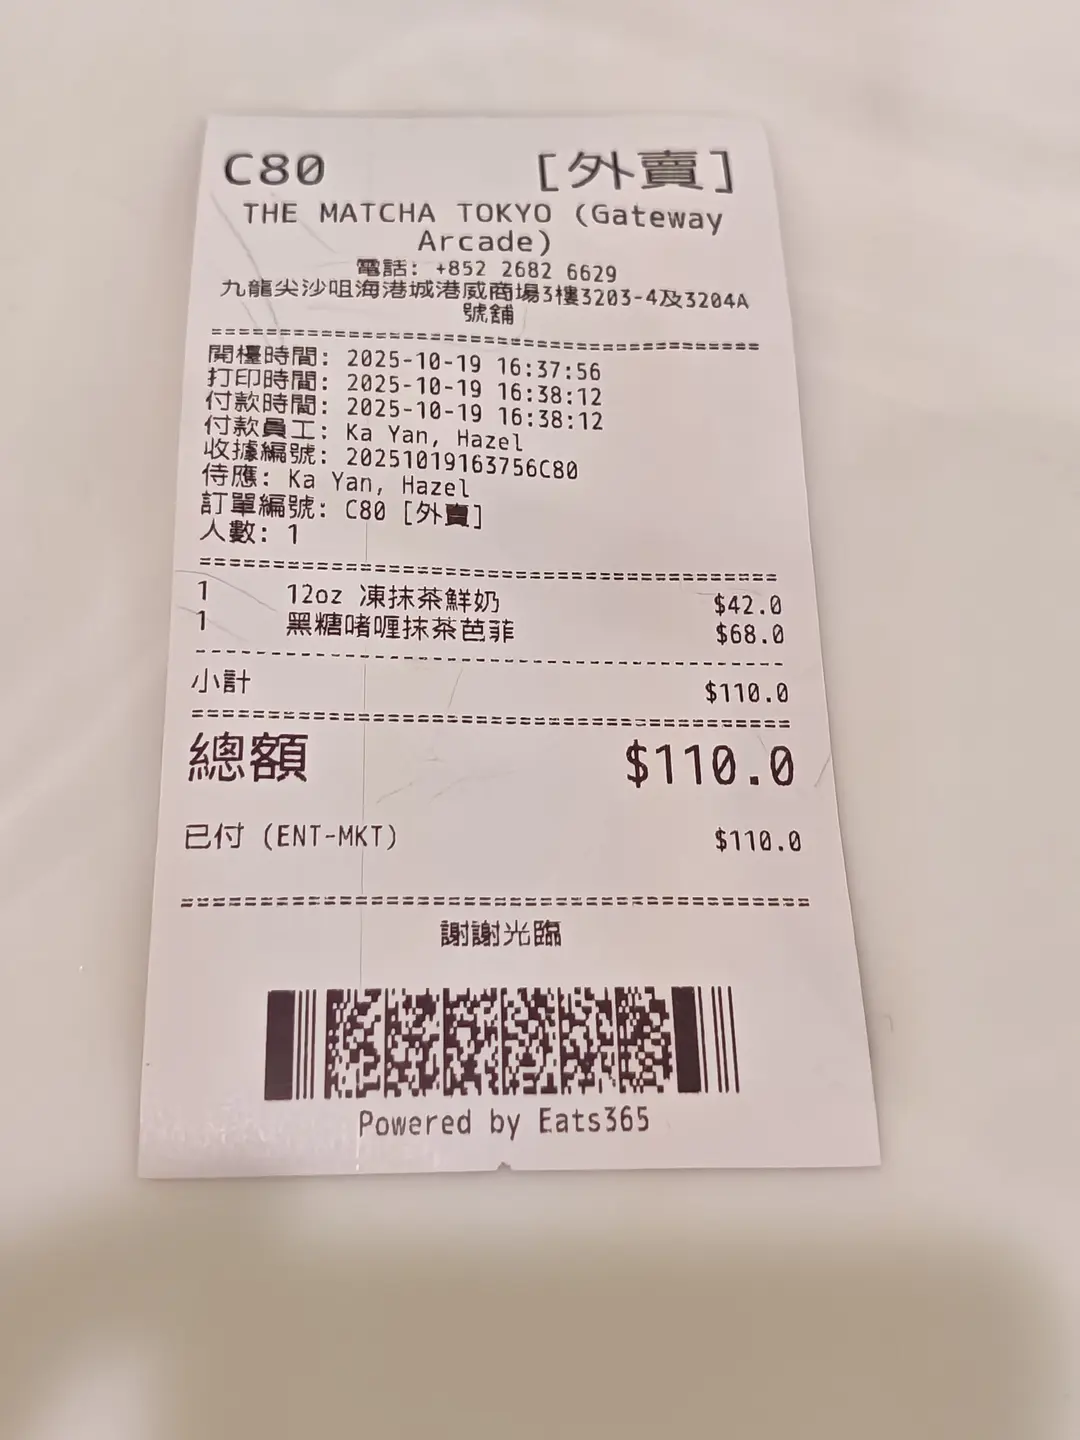 C80 [外賣]
THE MATCHA TOKYO (Gateway
Arcade)
電話: +852 2682 6629
九龍尖沙咀海港城港威商場3樓3203-4及3204A
號舖
開檯時間: 2025-10-19 16:37:56
打印時間: 2025-10-19 16:38:12
付款時間: 2025-10-19 16:38:12
付款員工: Ka Yan, Hazel
收據編號: 20251019163756C80
侍應: Ka Yan, Hazel
訂單編號: C80 [外賣]
人數: 1
1 12oz 凍抹茶鮮奶 $42.0
1 黑糖啫喱抹茶芭菲 $68.0
小計 $110.0
總額 $110.0
已付 (ENT-MKT) $110.0
謝謝光臨
Powered by Eats365